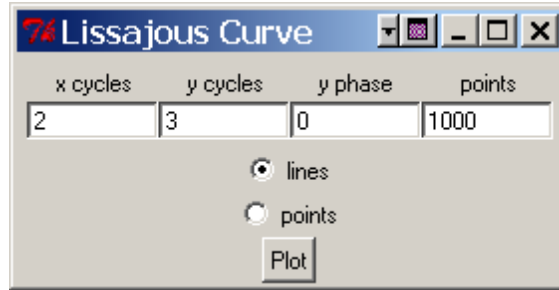 Lissajous Curve
x cycles y cycles y phase points
2 3 0 1000
lines
points
Plot